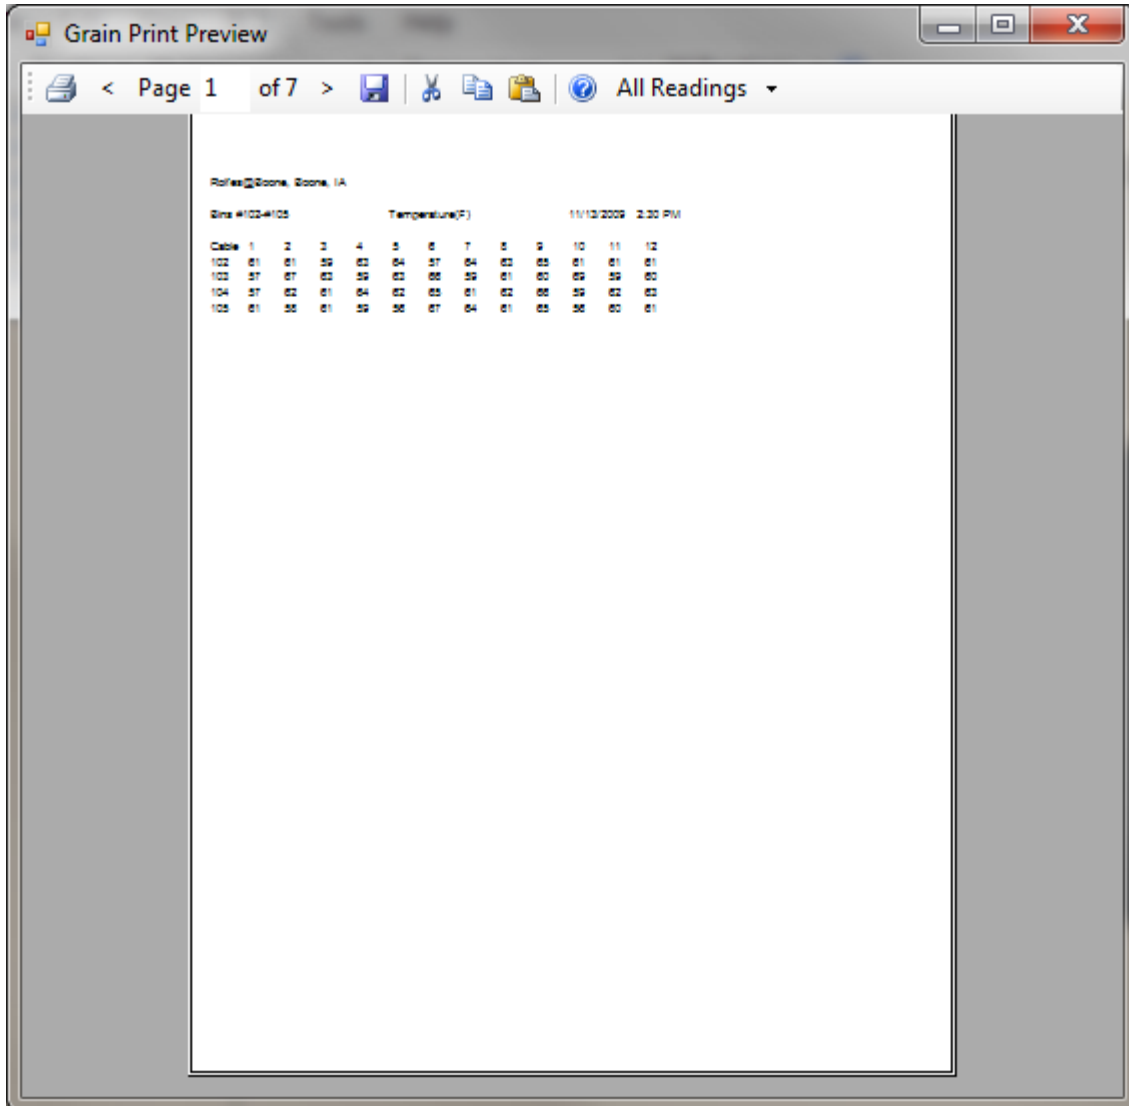 Grain Print Preview
< Page 1 of 7 > All Readings
Rolfes@Boone, Boone, IA
Bins #102-#105 Temperature(F) 11/13/2009 2:30 PM
Cable 1 2 3 4 5 6 7 8 9 10 11 12
102 61 61 59 63 64 57 64 63 65 61 61 61
103 57 67 63 59 63 66 59 61 60 69 59 60
104 57 62 61 64 62 65 61 62 66 59 62 63
105 61 61 59 67 64 61 65 60 61